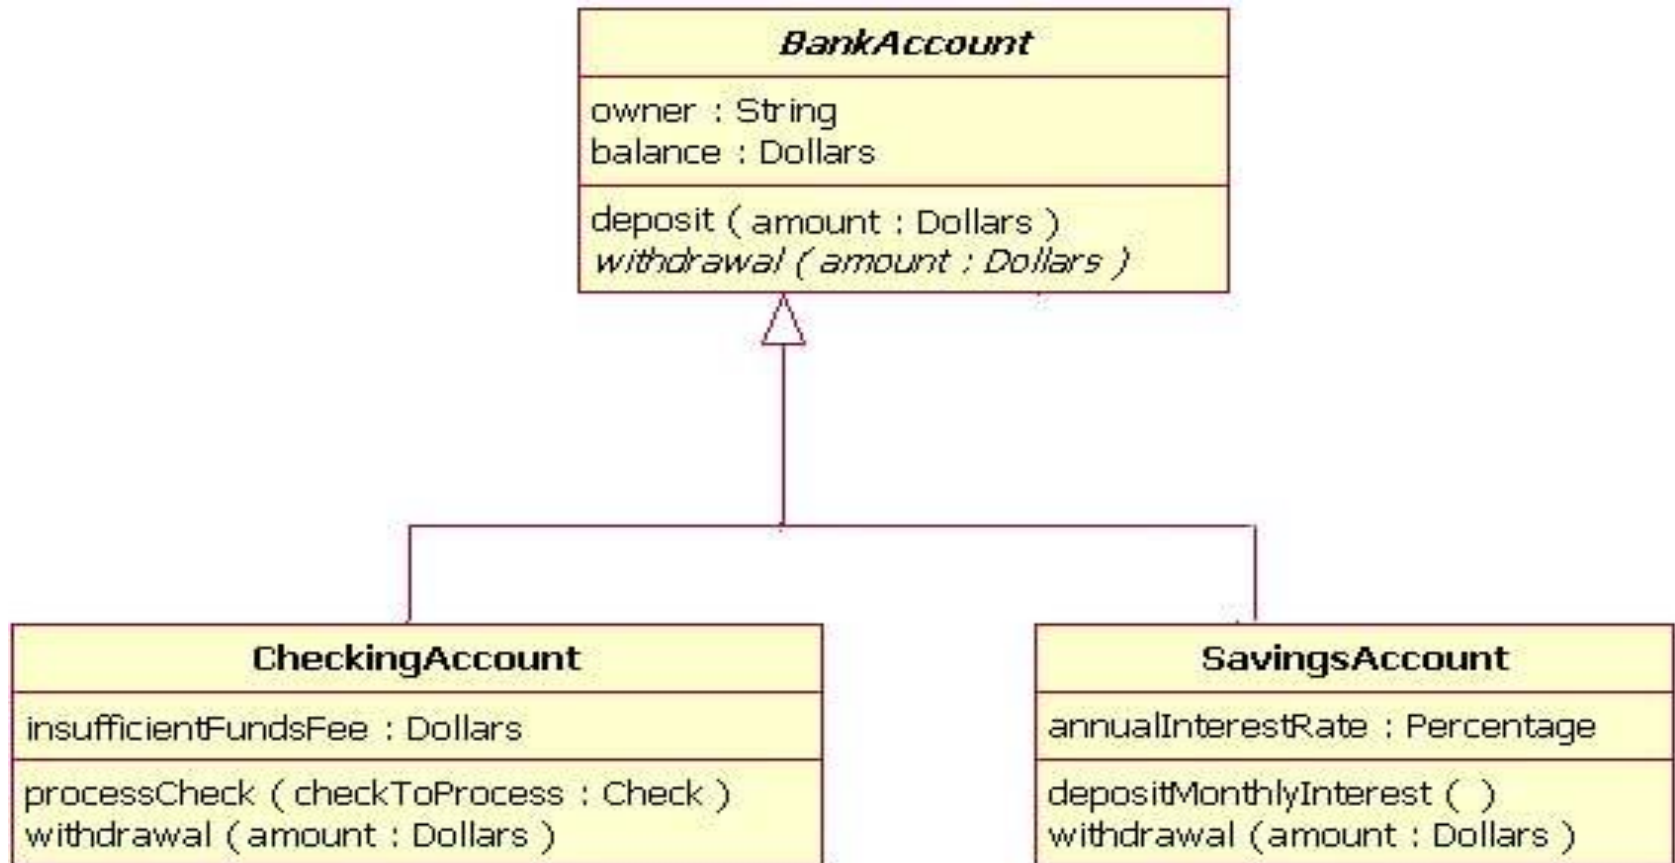 BankAccount
owner : String
balance : Dollars
deposit ( amount : Dollars )
withdrawal ( amount : Dollars )
CheckingAccount
insufficientFundsFee : Dollars
processCheck ( checkToProcess : Check )
withdrawal ( amount : Dollars )
SavingsAccount
annualInterestRate : Percentage
depositMonthlyInterest ( )
withdrawal ( amount : Dollars )